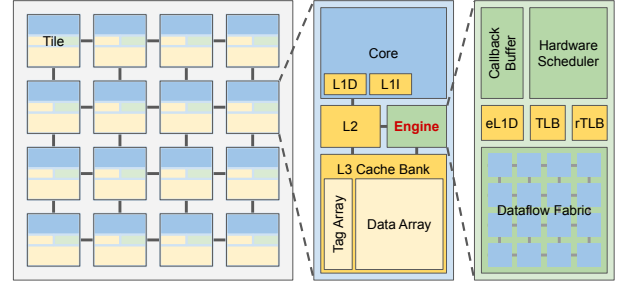 Tile
Core
L1D
L1I
L2
Engine
L3 Cache Bank
Tag Array
Data Array
Callback
Buffer
Hardware
Scheduler
eL1D
TLB
rTLB
Dataflow Fabric